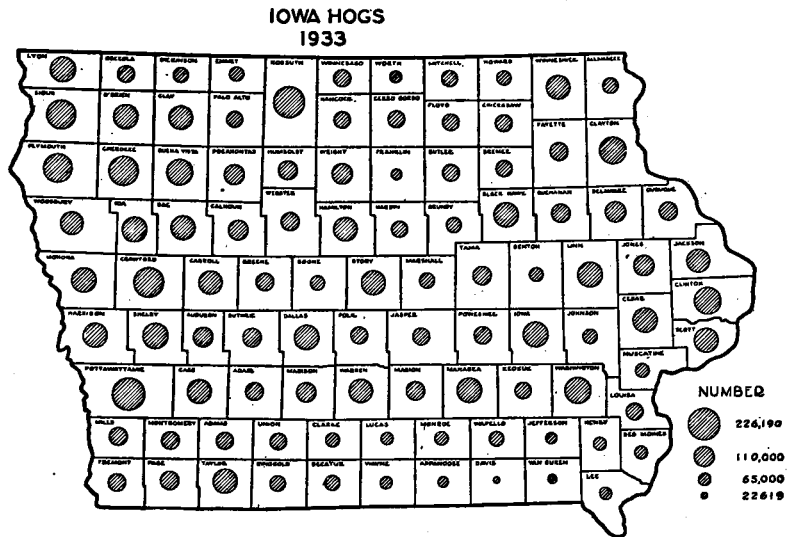 IOWA HOGS
1933
LYON OSCEOLA DICKINSON EMMET KOSSUTH WINNEBAGO WORTH MITCHELL HOWARD WINNESHIEK ALLAMAKEE
SIOUX O'BRIEN CLAY PALO ALTO HANCOCK CERRO GORDO FLOYD CHICKASAW
FAYETTE CLAYTON
PLYMOUTH CHEROKEE BUENA VISTA POCAHONTAS HUMBOLDT WRIGHT FRANKLIN BUTLER BREMER
WOODBURY IDA SAC CALHOUN WEBSTER HAMILTON HARDIN GRUNDY BLACK HAWK BUCHANAN DELAWARE DUBUQUE
MONONA CRAWFORD CARROLL GREENE BOONE STORY MARSHALL TAMA BENTON LINN JONES JACKSON
CLINTON
HARRISON SHELBY AUDUBON GUTHRIE DALLAS POLK JASPER POWESHIEK IOWA JOHNSON CEDAR SCOTT
MUSCATINE
POTTAWATTAMIE CASS ADAIR MADISON WARREN MARION MAHASKA KEOKUK WASHINGTON
LOUISA
MILLS MONTGOMERY ADAMS UNION CLARKE LUCAS MONROE WAPELLO JEFFERSON HENRY DES MOINES
FREMONT PAGE TAYLOR RINGGOLD DECATUR WAYNE APPANOOSE DAVIS VAN BUREN LEE
NUMBER
226,190
110,000
65,000
22619